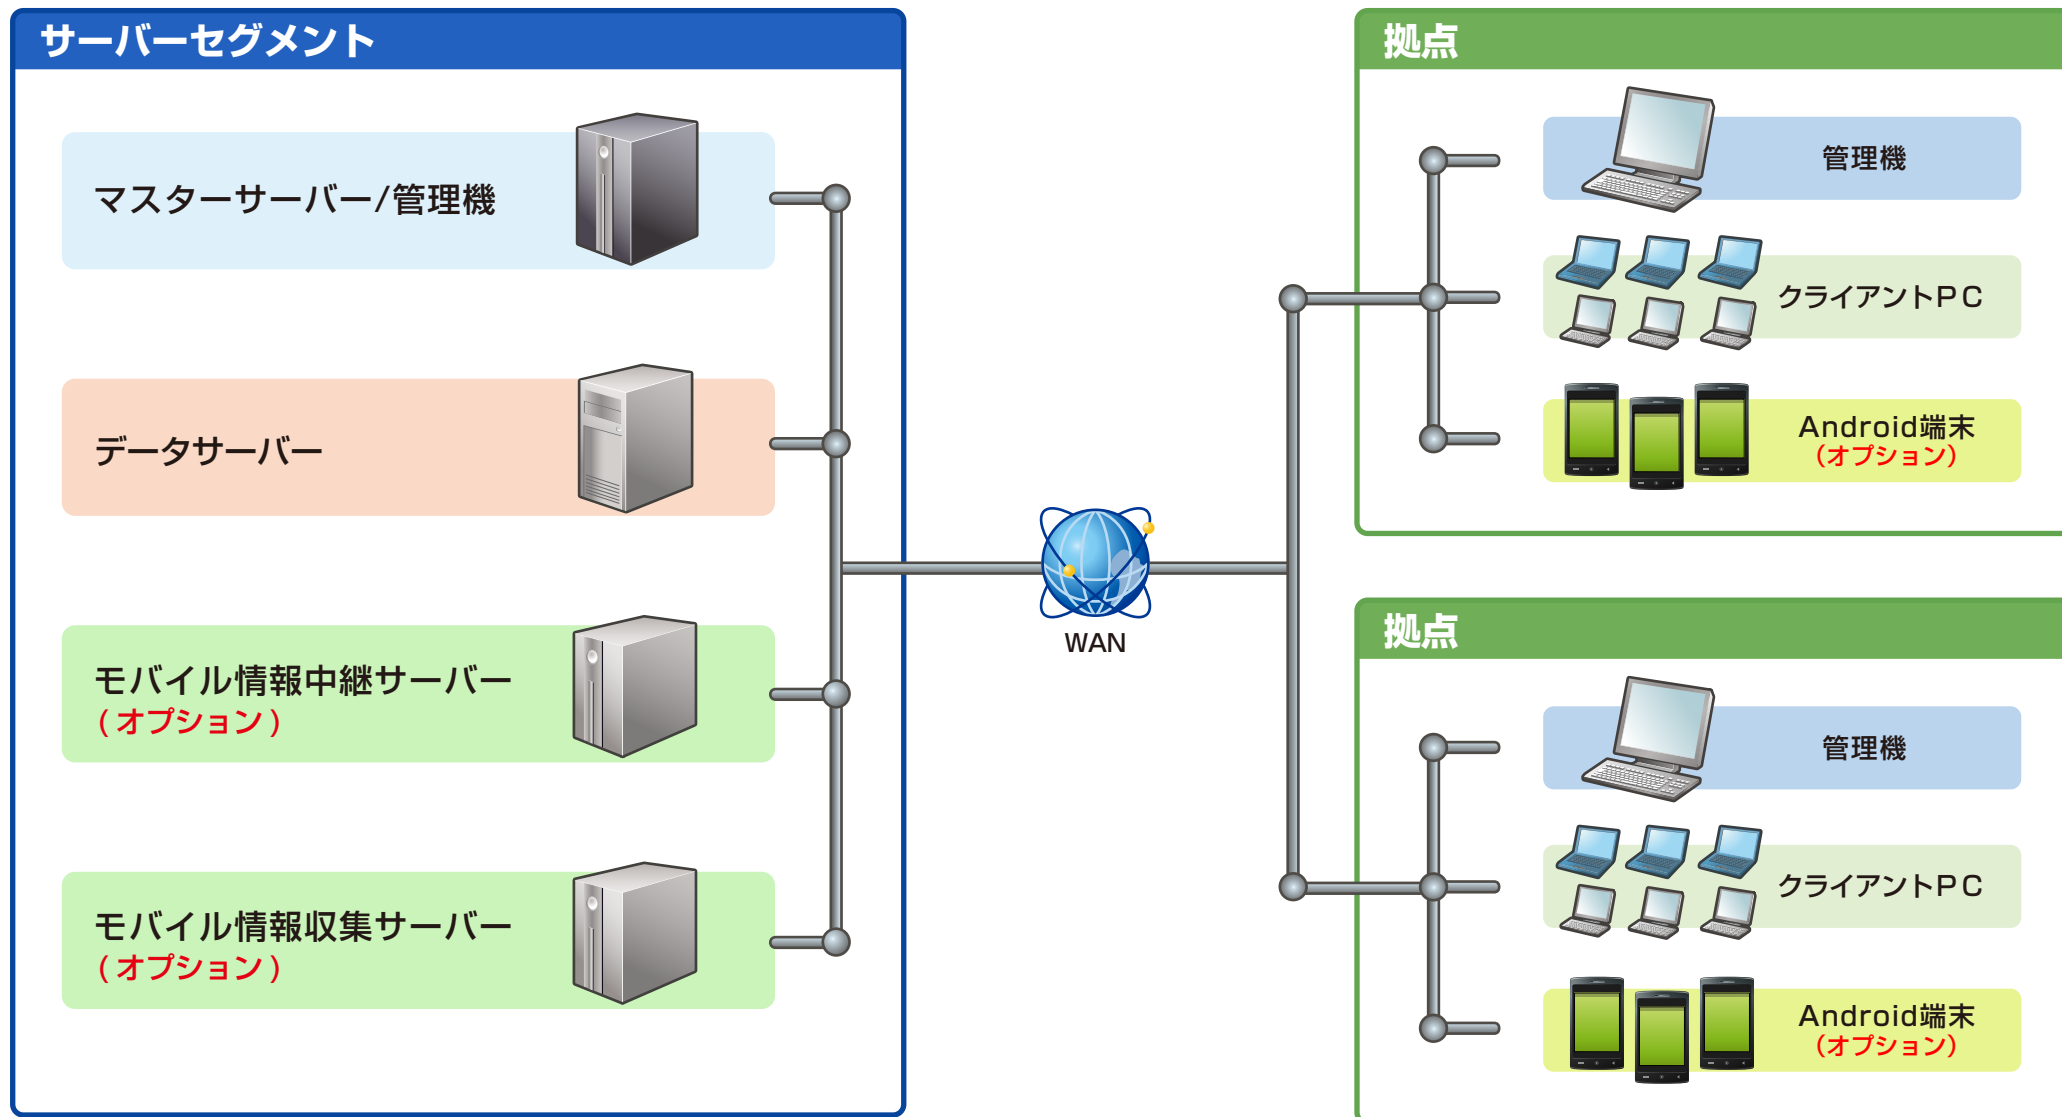 サーバーセグメント
マスターサーバー/管理機
データサーバー
モバイル情報中継サーバー
(オプション)
モバイル情報収集サーバー
(オプション)
WAN
拠点
管理機
クライアントPC
Android端末
(オプション)
拠点
管理機
クライアントPC
Android端末
(オプション)